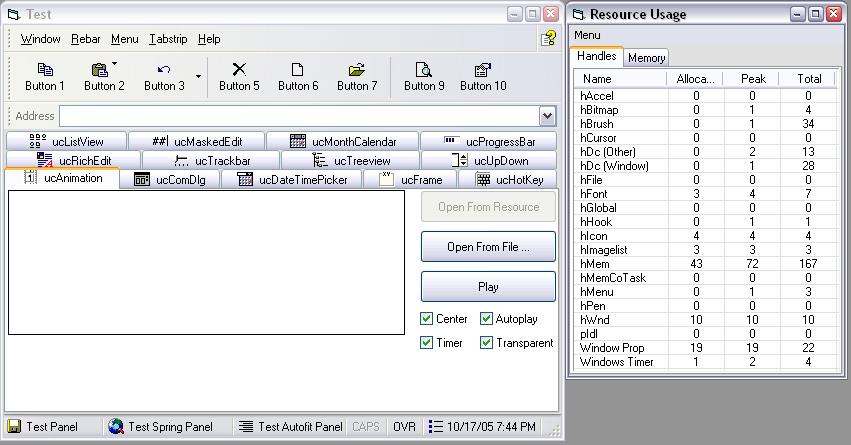 Test
Window Rebar Menu Tabstrip Help
Button 1 Button 2 Button 3 Button 5 Button 6 Button 7 Button 9 Button 10
Address
ucListView ##| ucMaskedEdit ucMonthCalendar ucProgressBar
ucRichEdit ucTrackbar ucTreeview ucUpDown
ucAnimation ucComDlg ucDateTimePicker ucFrame ucHotKey
Open From Resource
Open From File ...
Play
Center Autoplay
Timer Transparent
Test Panel Test Spring Panel Test Autofit Panel CAPS OVR 10/17/05 7:44 PM
Resource Usage
Menu
Handles Memory
Name Alloca... Peak Total
hAccel 0 0 0
hBitmap 0 1 4
hBrush 0 1 34
hCursor 0 0 0
hDc (Other) 0 2 13
hDc (Window) 0 1 28
hFile 0 0 0
hFont 3 4 7
hGlobal 0 0 0
hHook 0 1 1
hIcon 4 4 4
hImagelist 3 3 3
hMem 43 72 167
hMemCoTask 0 0 0
hMenu 0 1 3
hPen 0 0 0
hWnd 10 10 10
pIdl 0 0 0
Window Prop 19 19 22
Windows Timer 1 2 4